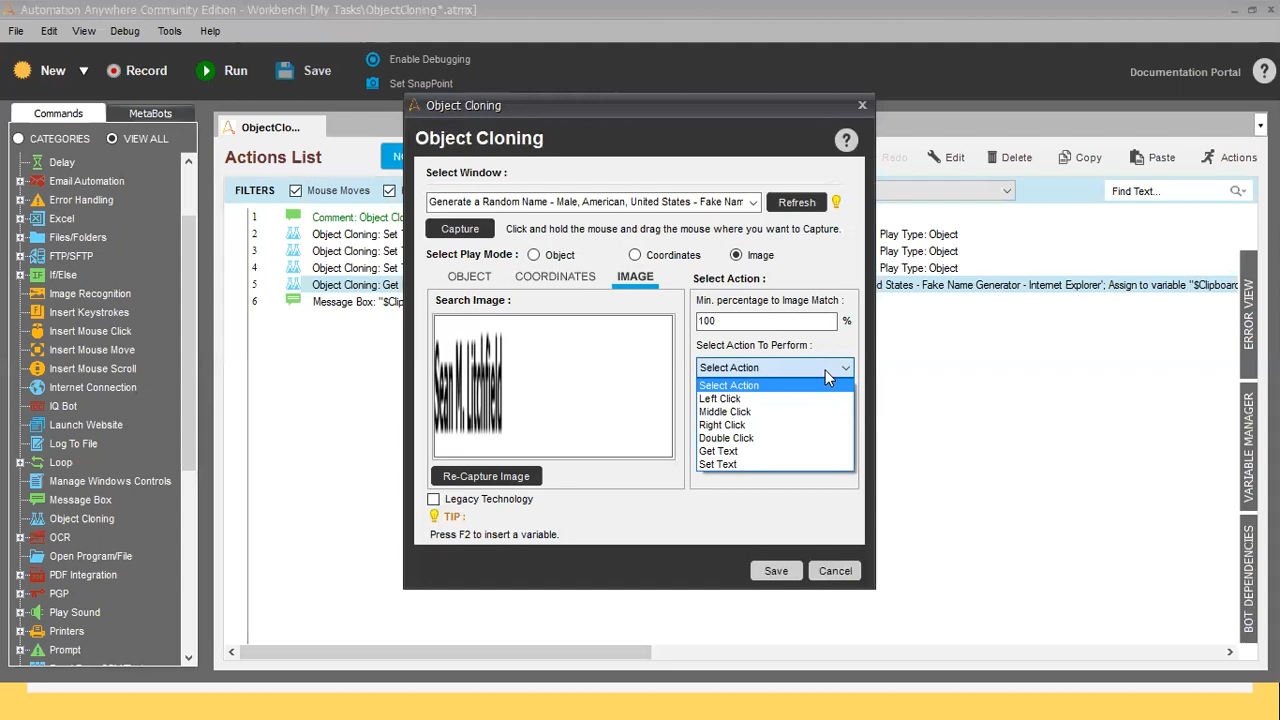 Automation Anywhere Community Edition - Workbench [My Tasks\ObjectCloning*.atmx]
File Edit View Debug Tools Help
New Record Run Save
Enable Debugging
Set SnapPoint
Documentation Portal
Commands MetaBots
CATEGORIES VIEW ALL
Delay
Email Automation
Error Handling
Excel
Files/Folders
FTP/SFTP
If/Else
Image Recognition
Insert Keystrokes
Insert Mouse Click
Insert Mouse Move
Insert Mouse Scroll
Internet Connection
IQ Bot
Launch Website
Log To File
Loop
Manage Windows Controls
Message Box
Object Cloning
OCR
Open Program/File
PDF Integration
PGP
Play Sound
Printers
Prompt
ObjectClo...
Actions List
Redo Edit Delete Copy Paste Actions
FILTERS Mouse Moves
Find Text...
1 Comment: Object Clo
2 Object Cloning: Set T Play Type: Object
3 Object Cloning: Set T Play Type: Object
4 Object Cloning: Set T Play Type: Object
5 Object Cloning: Get States - Fake Name Generator - Internet Explorer'; Assign to variable "$Clipboar
6 Message Box: "$Clip
ERROR VIEW
VARIABLE MANAGER
BOT DEPENDENCIES
Object Cloning
Object Cloning
Select Window :
Generate a Random Name - Male, American, United States - Fake Nam
Refresh
Capture Click and hold the mouse and drag the mouse where you want to Capture.
Select Play Mode : Object Coordinates Image
OBJECT COORDINATES IMAGE
Search Image :
Sean M. Litchfield
Re-Capture Image
Legacy Technology
TIP :
Press F2 to insert a variable.
Select Action :
Min. percentage to Image Match :
100 %
Select Action To Perform :
Select Action
Select Action
Left Click
Middle Click
Right Click
Double Click
Get Text
Set Text
Save Cancel